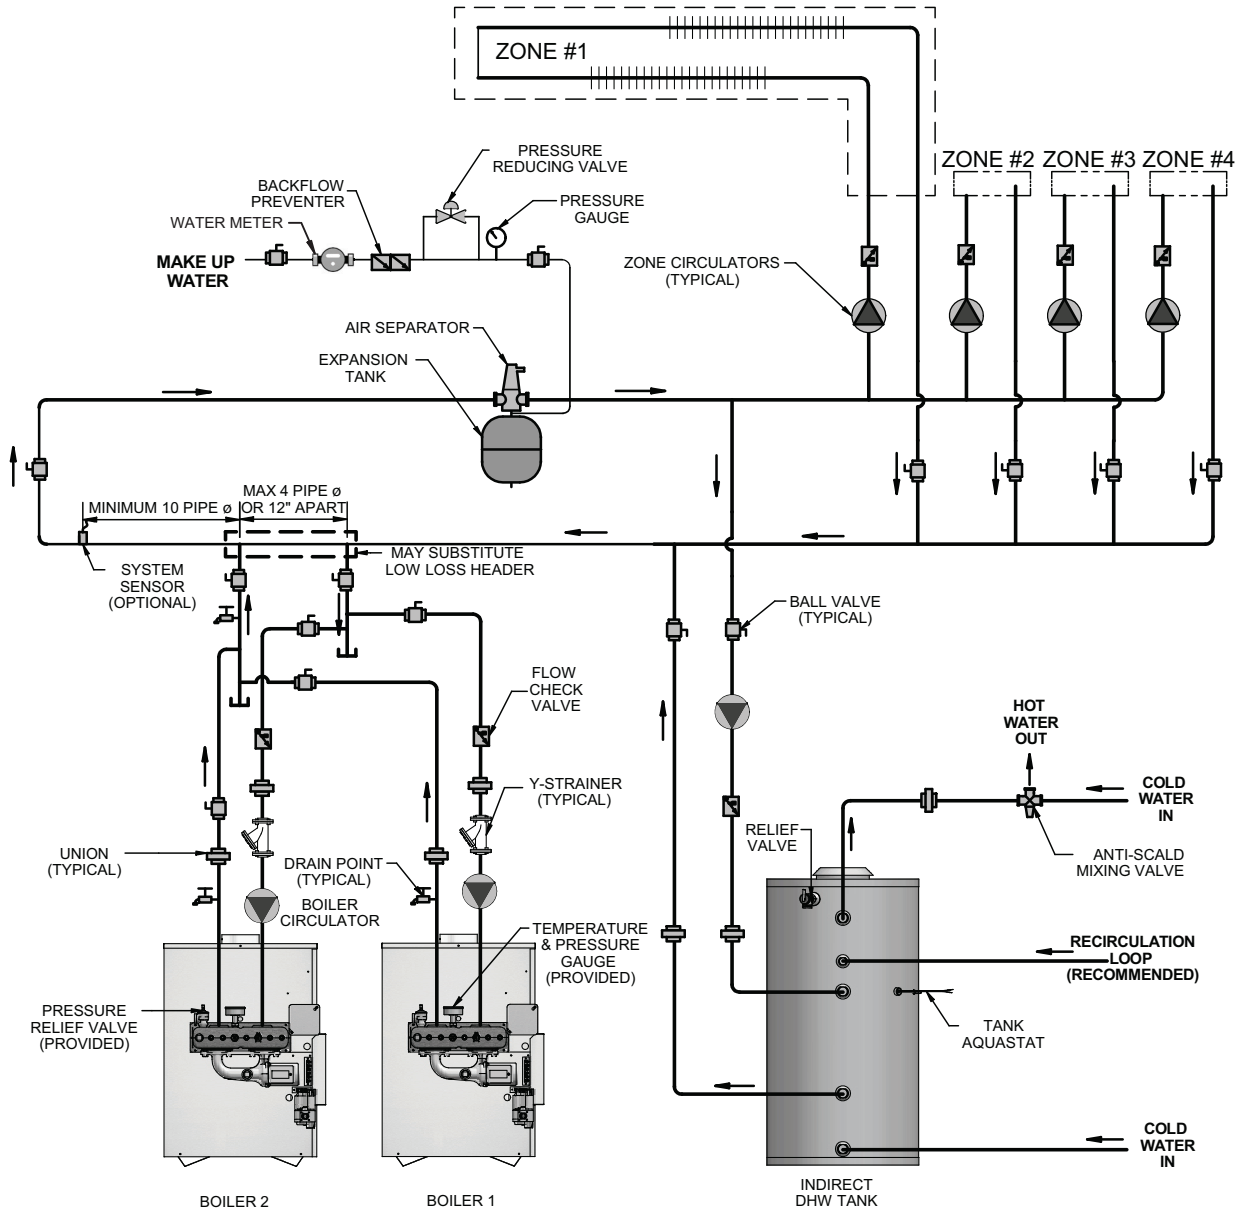 ZONE #1
ZONE #2
ZONE #3
ZONE #4
PRESSURE
REDUCING VALVE
BACKFLOW
PREVENTER
PRESSURE
GAUGE
WATER METER
MAKE UP
WATER
ZONE CIRCULATORS
(TYPICAL)
AIR SEPARATOR
EXPANSION
TANK
MINIMUM 10 PIPE ø
MAX 4 PIPE ø
OR 12" APART
MAY SUBSTITUTE
LOW LOSS HEADER
SYSTEM
SENSOR
(OPTIONAL)
BALL VALVE
(TYPICAL)
FLOW
CHECK
VALVE
HOT
WATER
OUT
COLD
WATER
IN
Y-STRAINER
(TYPICAL)
RELIEF
VALVE
ANTI-SCALD
MIXING VALVE
UNION
(TYPICAL)
DRAIN POINT
(TYPICAL)
BOILER
CIRCULATOR
TEMPERATURE
& PRESSURE
GAUGE
(PROVIDED)
RECIRCULATION
LOOP
(RECOMMENDED)
PRESSURE
RELIEF VALVE
(PROVIDED)
TANK
AQUASTAT
COLD
WATER
IN
BOILER 2
BOILER 1
INDIRECT
DHW TANK